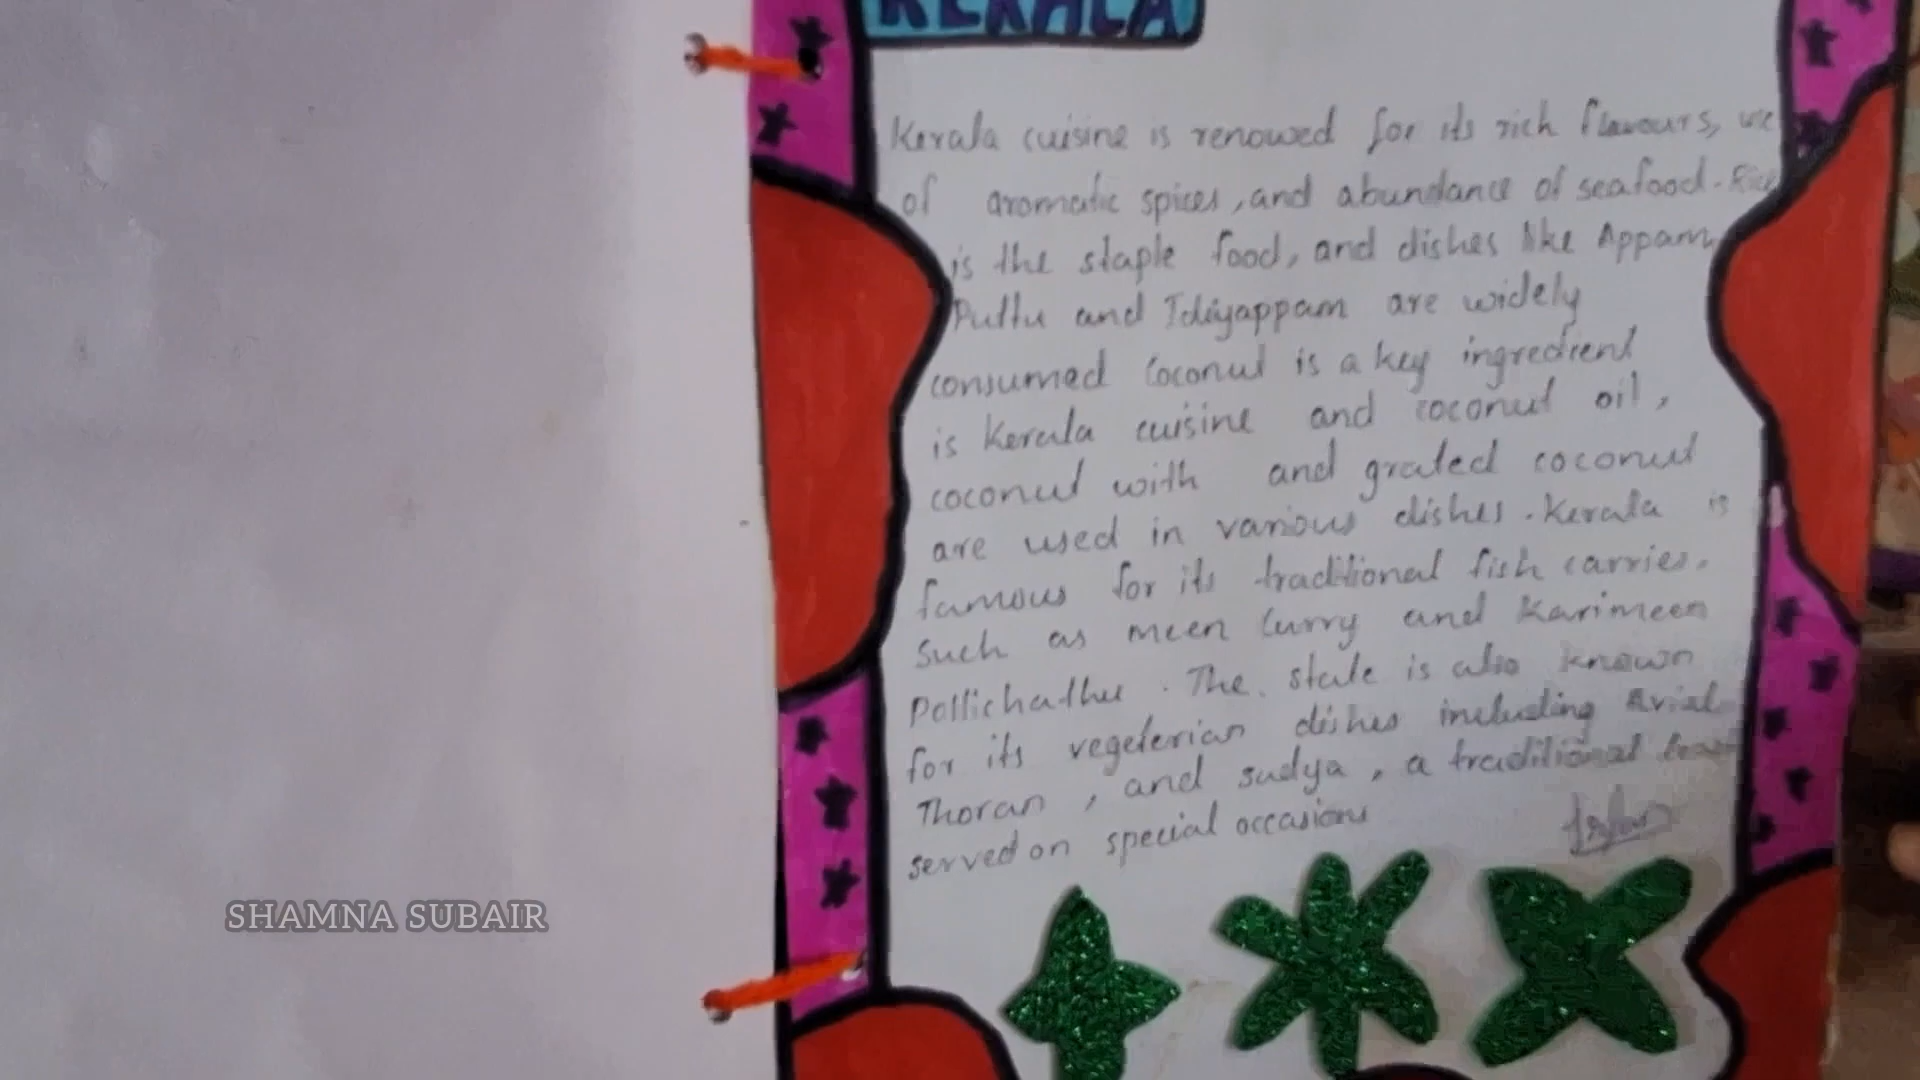 KERALA
Kerala cuisine is renowed for its rich flavours, use
of aromatic spices, and abundance of seafood. Rice
is the staple food, and dishes like Appam,
Puttu and Idiyappam are widely
consumed Coconut is a key ingredient
is Kerala cuisine and coconut oil,
coconut with and grated coconut
are used in various dishes. Kerala is
famous for its traditional fish carries,
such as meen Curry and Karimeen
Pollichathu. The state is also known
for its vegeterian dishes including Avial
Thoran, and sudya, a traditional
served on special occasions
SHAMNA SUBAIR